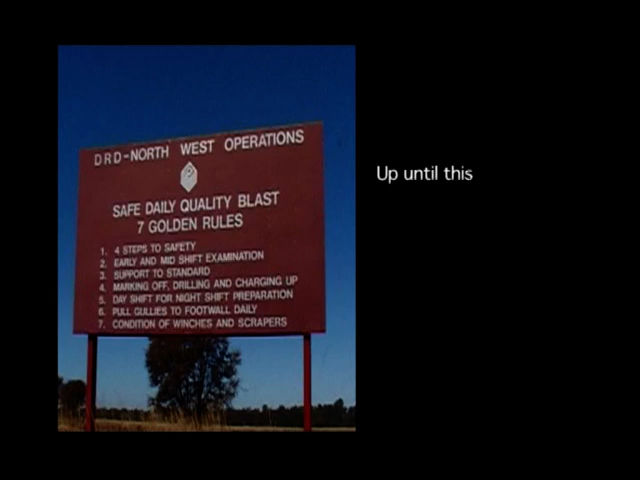 DRD-NORTH WEST OPERATIONS
SAFE DAILY QUALITY BLAST
7 GOLDEN RULES
1. 4 STEPS TO SAFETY
2. EARLY AND MID SHIFT EXAMINATION
3. SUPPORT TO STANDARD
4. MARKING OFF, DRILLING AND CHARGING UP
5. DAY SHIFT FOR NIGHT SHIFT PREPARATION
6. PULL GULLIES TO FOOTWALL DAILY
7. CONDITION OF WINCHES AND SCRAPERS
Up until this